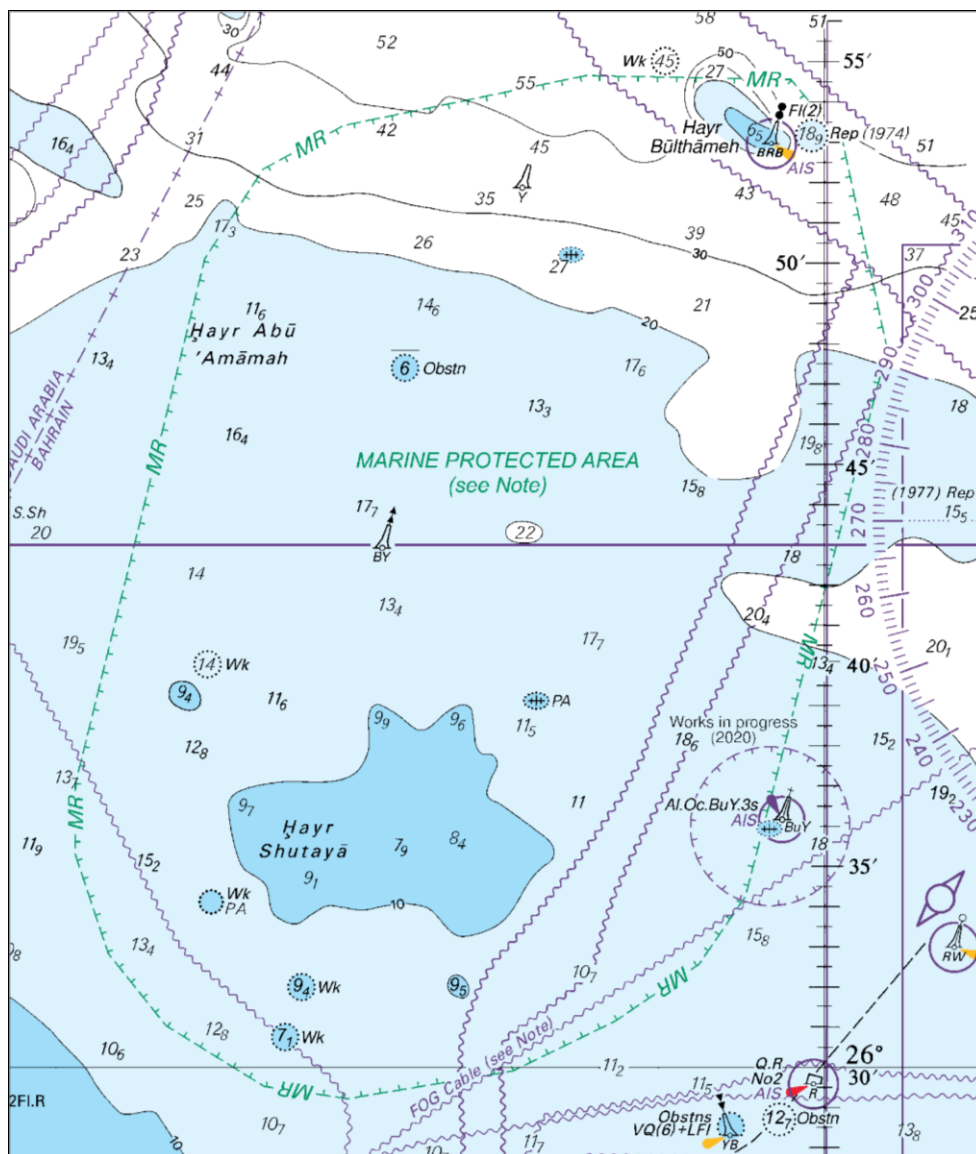 51
52
58
30
44
Wk 45
50
27
55′
MR
55
MR
Fl(2)
42
16₄
31
Hayr
Būlthāmeh
6₅
BRB
18₉ Rep (1974)
51
AIS
45
Y
25
35
43
48
17₃
45
310
23
26
39
30
50′
37
27
300
11₆
14₆
21
25
Ḩayr Abū
'Amāmah
20
13₄
6 Obstn
17₆
290
13₃
18
SAUDI ARABIA
BAHRAIN
16₄
MR
19₈
280
MARINE PROTECTED AREA
(see Note)
45′
15₈
(1977) Rep
15₅
17₇
S.Sh
20
270
22
BY
14
18
13₄
260
20₄
19₅
17₇
14 Wk
MR
13₄
40′
20₁
250
9₄
11₆
PA
9₉
9₆
11₅
12₈
Works in progress
(2020)
18₆
15₂
240
13₇
9₇
11
Al.Oc.BuY.3s
AIS
BuY
19₂
230
MR
11₉
15₂
Ḩayr
Shutayā
7₉
8₄
18
35′
9₁
Wk
PA
10
13₄
15₈
RW
9₄ Wk
9₅
10₇
MR
12₈
7₁ Wk
10₆
FOG Cable (see Note)
11₂
26°
30′
Q.R
No2
AIS
R
MR
11₅
2Fl.R
Obstns
VQ(6)+LFl
YB
12₇ Obstn
10
10₇
11₇
10₇
13₈